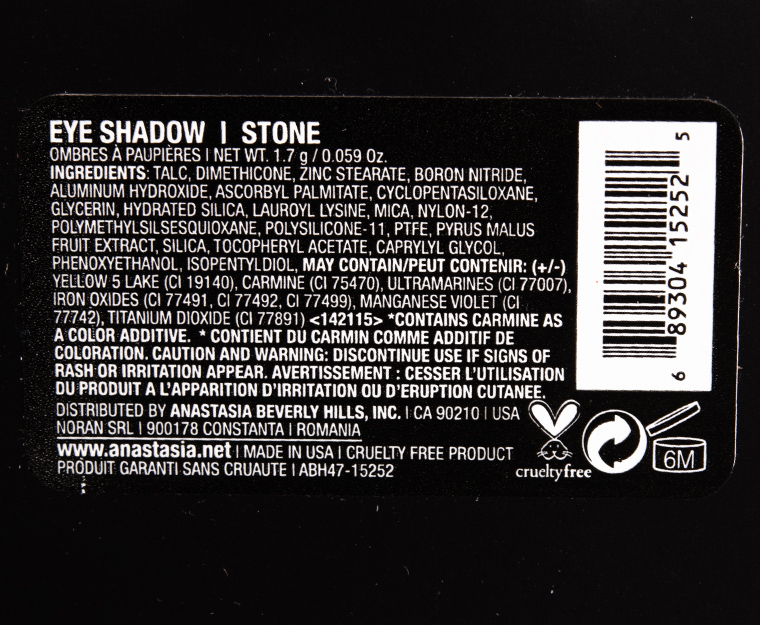 EYE SHADOW | STONE
OMBRES À PAUPIÈRES | NET WT. 1.7 g / 0.059 Oz.
INGREDIENTS: TALC, DIMETHICONE, ZINC STEARATE, BORON NITRIDE,
ALUMINUM HYDROXIDE, ASCORBYL PALMITATE, CYCLOPENTASILOXANE,
GLYCERIN, HYDRATED SILICA, LAUROYL LYSINE, MICA, NYLON-12,
POLYMETHYLSILSESQUIOXANE, POLYSILICONE-11, PTFE, PYRUS MALUS
FRUIT EXTRACT, SILICA, TOCOPHERYL ACETATE, CAPRYLYL GLYCOL,
PHENOXYETHANOL, ISOPENTYLDIOL, MAY CONTAIN/PEUT CONTENIR: (+/-)
YELLOW 5 LAKE (CI 19140), CARMINE (CI 75470), ULTRAMARINES (CI 77007),
IRON OXIDES (CI 77491, CI 77492, CI 77499), MANGANESE VIOLET (CI
77742), TITANIUM DIOXIDE (CI 77891) <142115> *CONTAINS CARMINE AS
A COLOR ADDITIVE. * CONTIENT DU CARMIN COMME ADDITIF DE
COLORATION. CAUTION AND WARNING: DISCONTINUE USE IF SIGNS OF
RASH OR IRRITATION APPEAR. AVERTISSEMENT : CESSER L'UTILISATION
DU PRODUIT A L'APPARITION D'IRRITATION OU D'ERUPTION CUTANEE.
DISTRIBUTED BY ANASTASIA BEVERLY HILLS, INC. | CA 90210 | USA
NORAN SRL | 900178 CONSTANTA | ROMANIA
www.anastasia.net | MADE IN USA | CRUELTY FREE PRODUCT
PRODUIT GARANTI SANS CRUAUTE | ABH47-15252
crueltyfree
6M
6 89304 15252 5